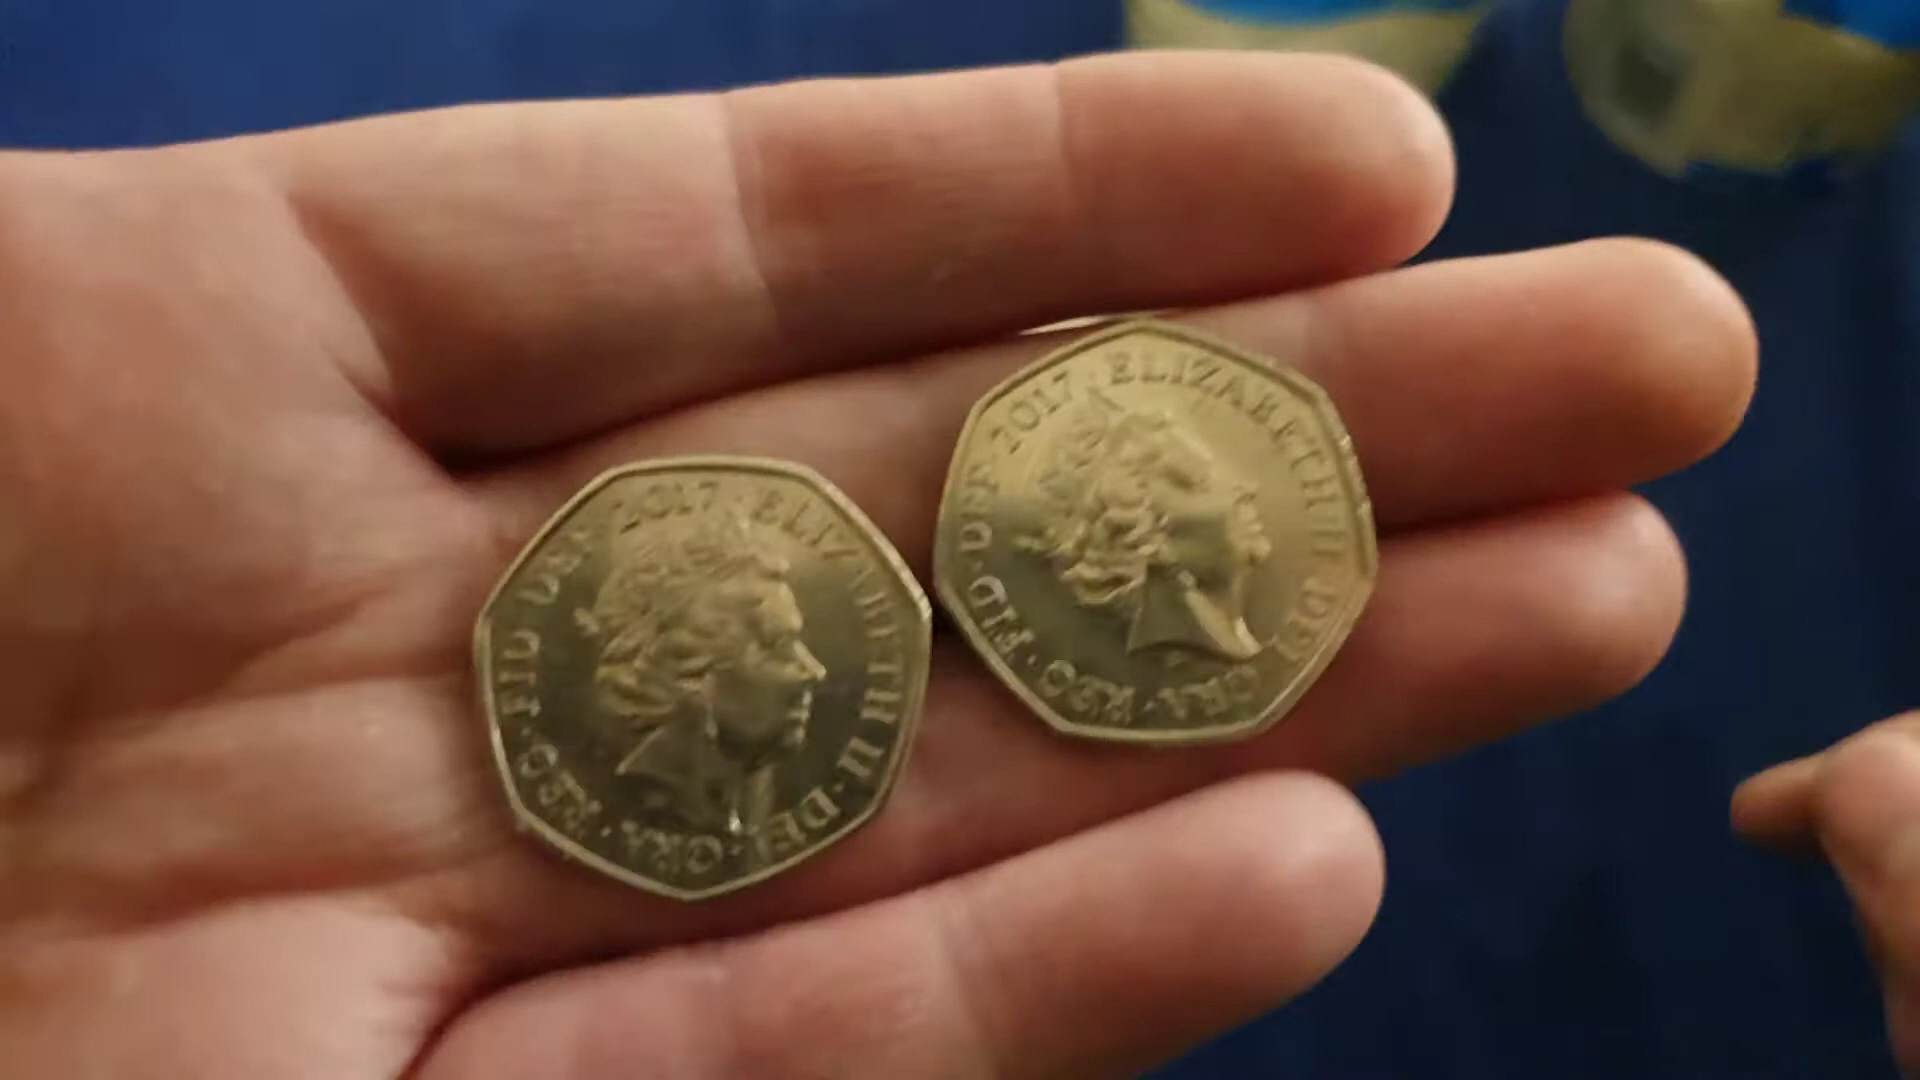 2017 · ELIZABETH II · DEI · GRA · REG · FID · DEF
2017 · ELIZABETH II · DEI · GRA · REG · FID · DEF